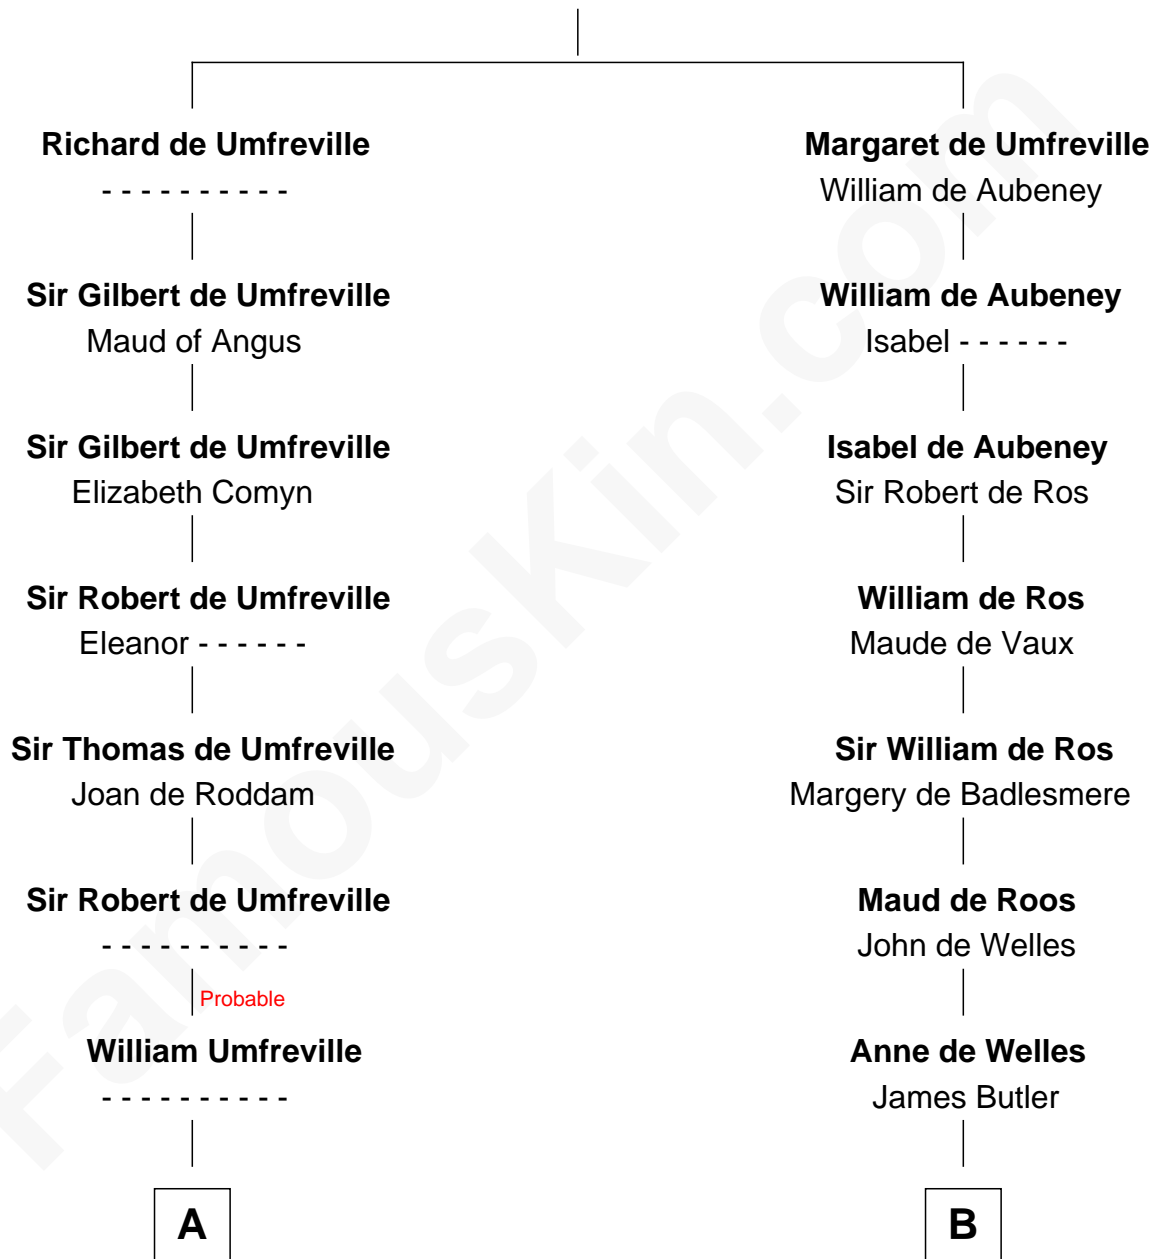 Richard de Umfreville
- - - - - - - - - -
Sir Gilbert de Umfreville
Maud of Angus
Sir Gilbert de Umfreville
Elizabeth Comyn
Sir Robert de Umfreville
Eleanor - - - - - -
Sir Thomas de Umfreville
Joan de Roddam
Sir Robert de Umfreville
- - - - - - - - - -
Probable
William Umfreville
- - - - - - - - - -
A
Margaret de Umfreville
William de Aubeney
William de Aubeney
Isabel - - - - - -
Isabel de Aubeney
Sir Robert de Ros
William de Ros
Maude de Vaux
Sir William de Ros
Margery de Badlesmere
Maud de Roos
John de Welles
Anne de Welles
James Butler
B
FamousKin.com